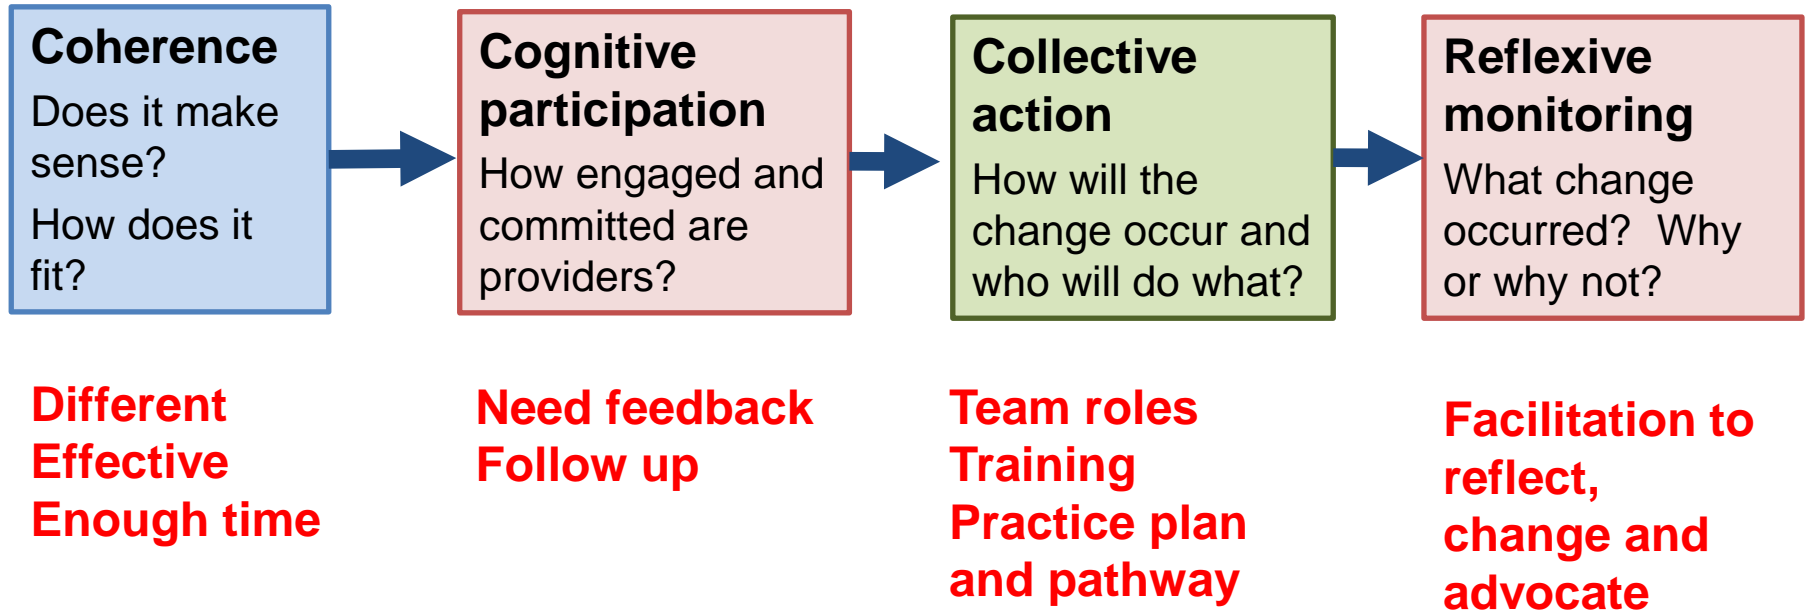 Coherence
Does it make
sense?
How does it
fit?
Cognitive
participation
How engaged and
committed are
providers?
Collective
action
How will the
change occur and
who will do what?
Reflexive
monitoring
What change
occurred?  Why
or why not?
Different
Effective
Enough time
Need feedback
Follow up
Team roles
Training
Practice plan
and pathway
Facilitation to
reflect,
change and
advocate